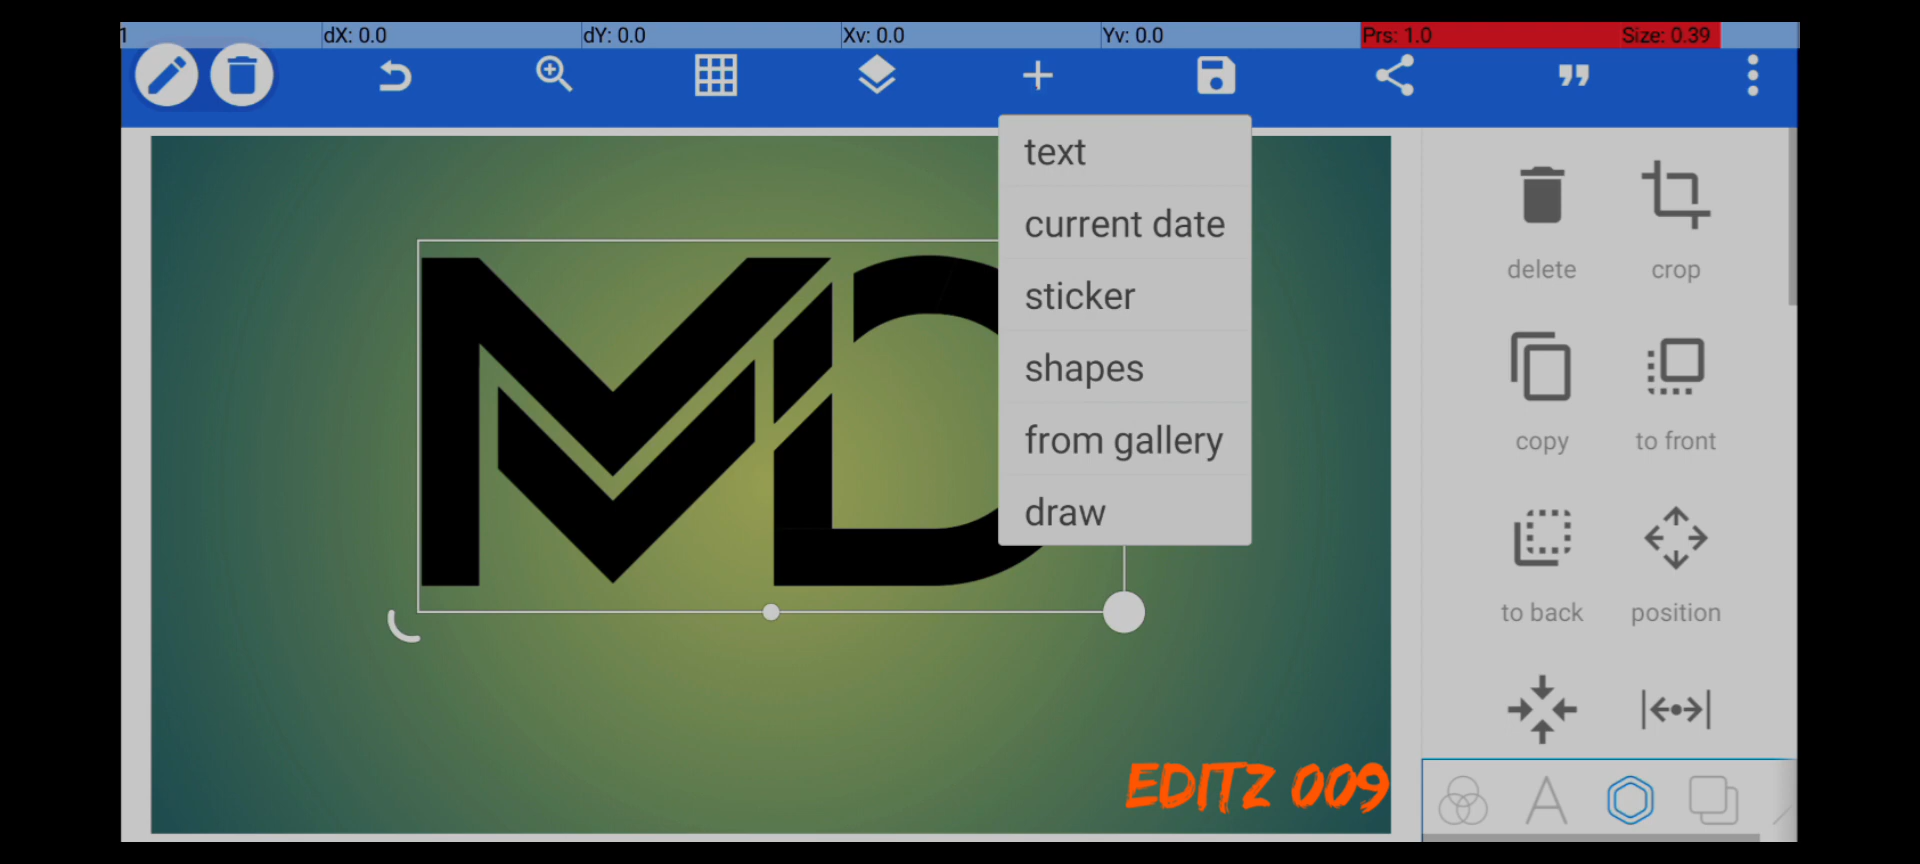 1 dX: 0.0 dY: 0.0 Xv: 0.0 Yv: 0.0 Prs: 1.0 Size: 0.39
text
current date
sticker
shapes
from gallery
draw
MD
EDITZ 009
delete crop
copy to front
to back position
A